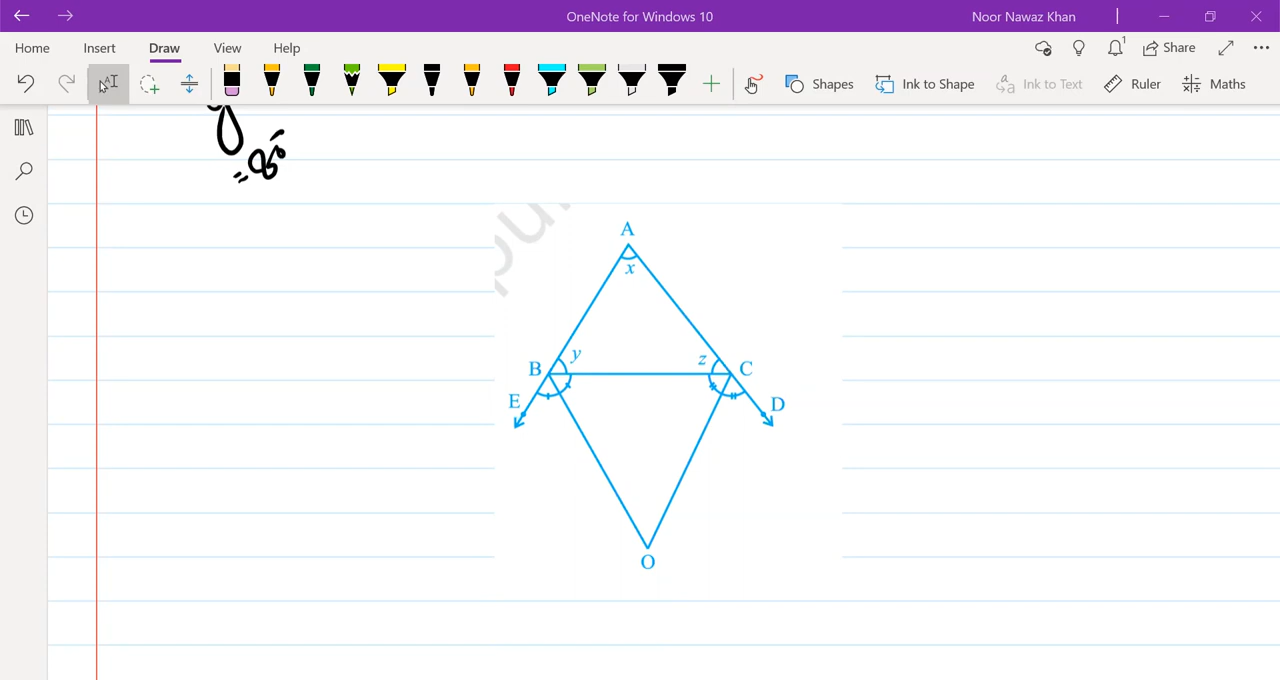 OneNote for Windows 10
Noor Nawaz Khan
Home Insert Draw View Help
1
Share
Shapes
Ink to Shape
Ink to Text
Ruler
Maths
A
x
y
z
B
C
E
D
O